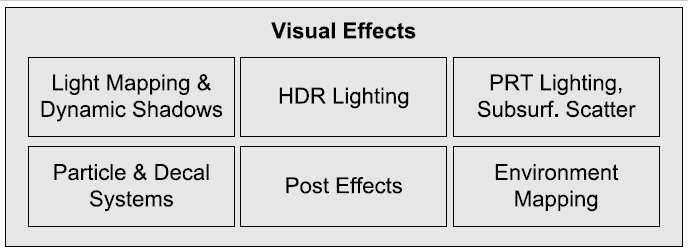 Visual Effects
Light Mapping &
Dynamic Shadows
HDR Lighting
PRT Lighting,
Subsurf. Scatter
Particle & Decal
Systems
Post Effects
Environment
Mapping